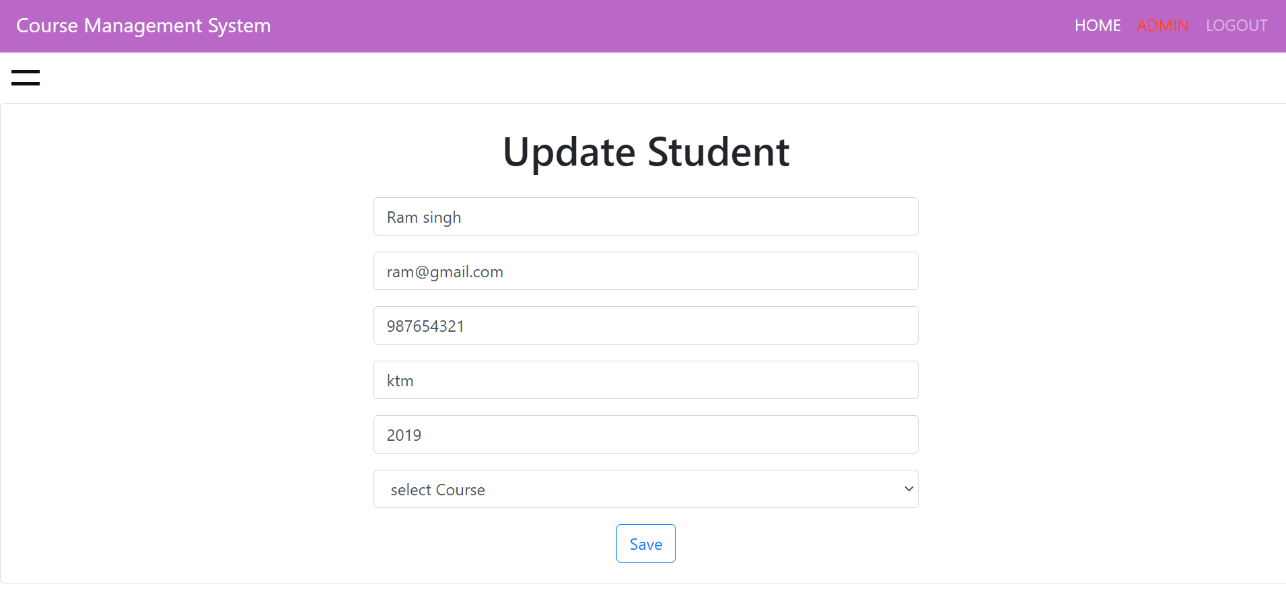 Course Management System
HOME ADMIN LOGOUT
Update Student
Ram singh
ram@gmail.com
987654321
ktm
2019
select Course
Save